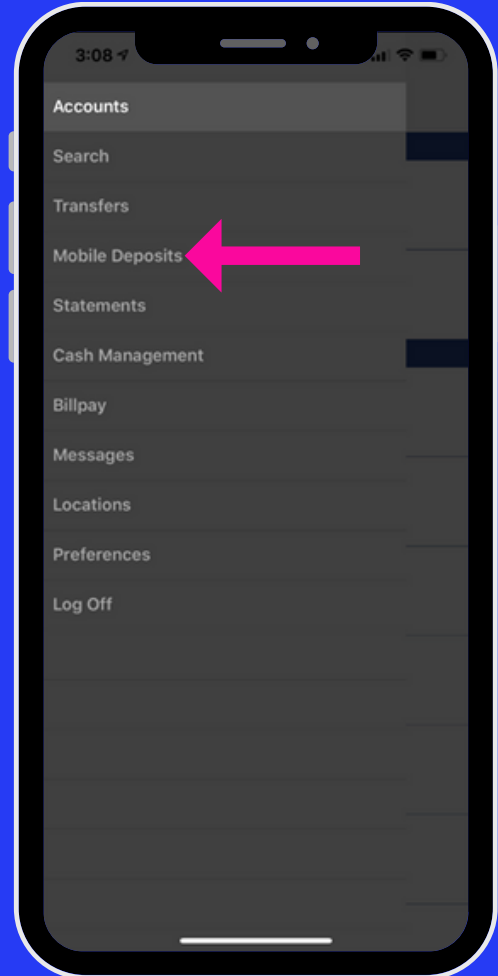 3:08
Accounts
Search
Transfers
Mobile Deposits
Statements
Cash Management
Billpay
Messages
Locations
Preferences
Log Off